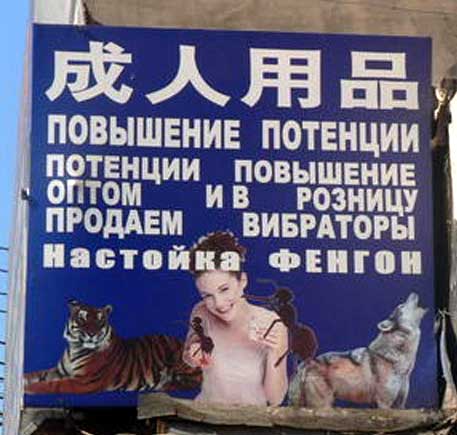 成人用品
ПОВЫШЕНИЕ ПОТЕНЦИИ
ПОТЕНЦИИ ПОВЫШЕНИЕ
ОПТОМ И В РОЗНИЦУ
ПРОДАЕМ ВИБРАТОРЫ
Настойка ФЕНГОН